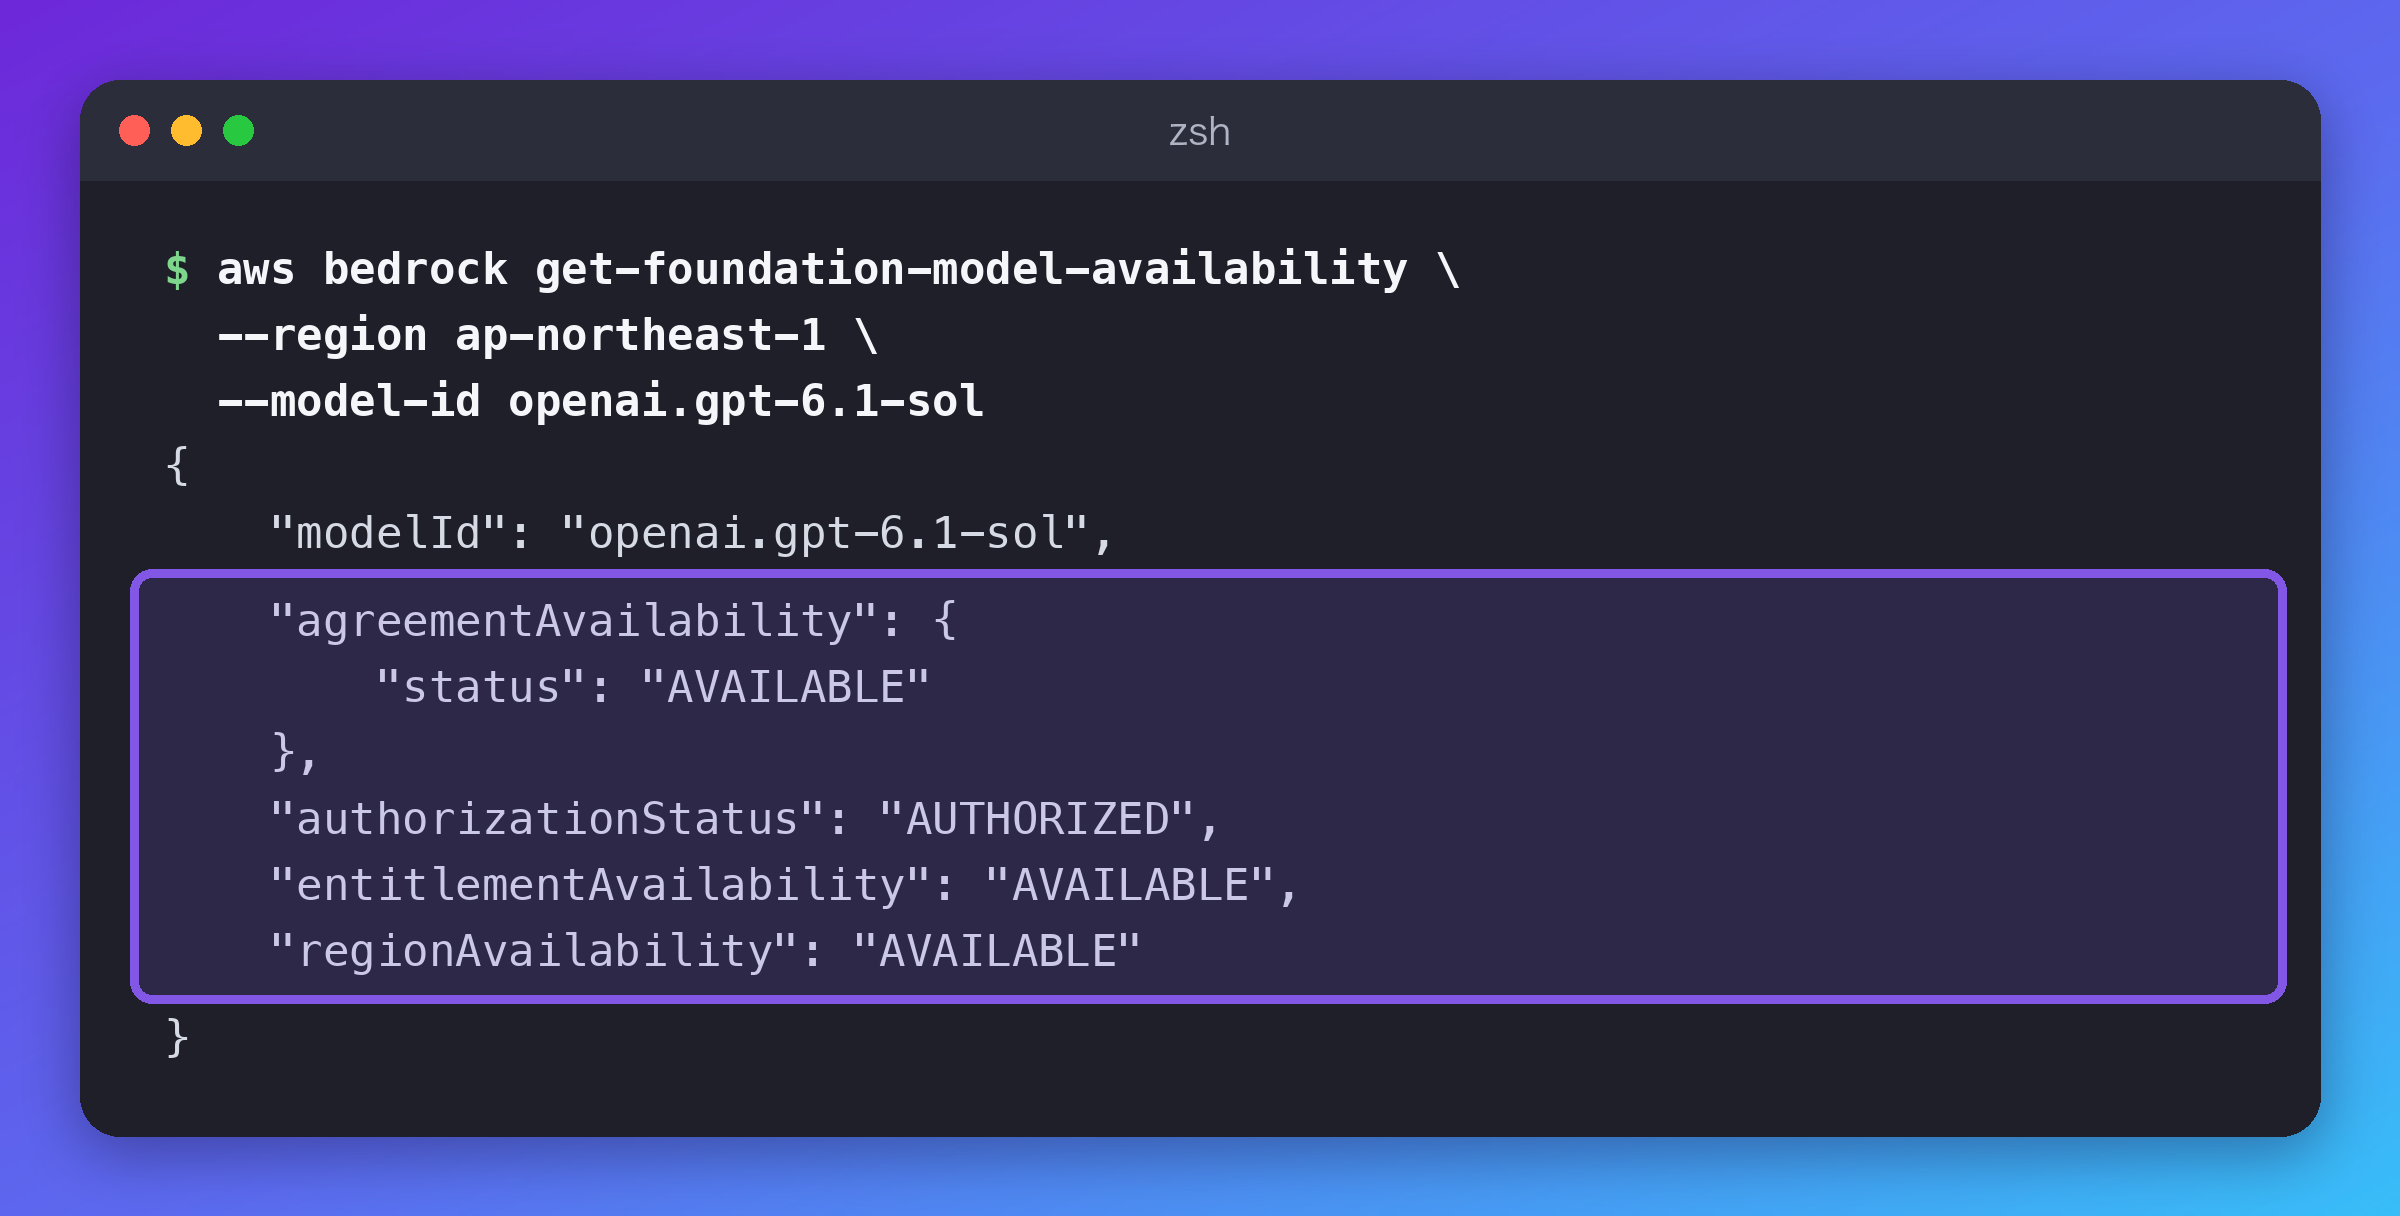 zsh
$ aws bedrock get-foundation-model-availability \
  --region ap-northeast-1 \
  --model-id openai.gpt-6.1-sol
{
    "modelId": "openai.gpt-6.1-sol",
    "agreementAvailability": {
        "status": "AVAILABLE"
    },
    "authorizationStatus": "AUTHORIZED",
    "entitlementAvailability": "AVAILABLE",
    "regionAvailability": "AVAILABLE"
}